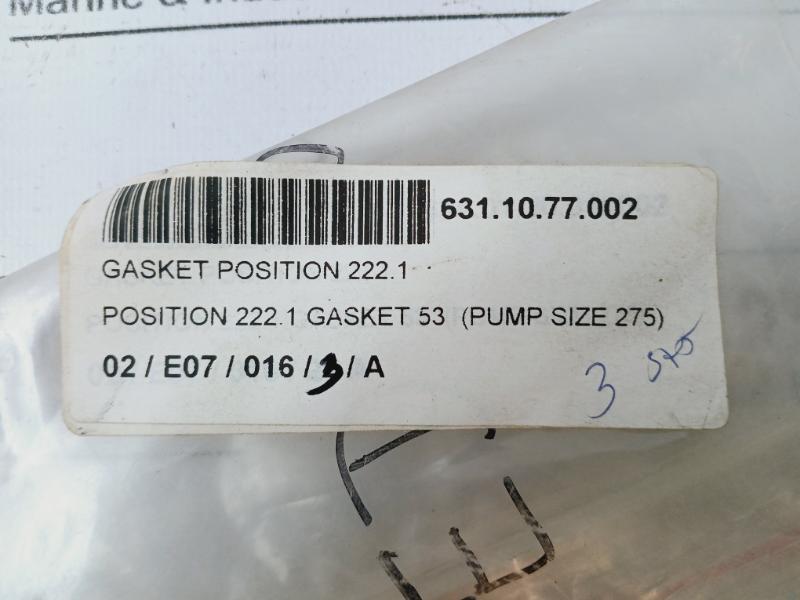 Marine &
631.10.77.002
GASKET POSITION 222.1
POSITION 222.1 GASKET 53 (PUMP SIZE 275)
02 / E07 / 016 / 3 / A
3